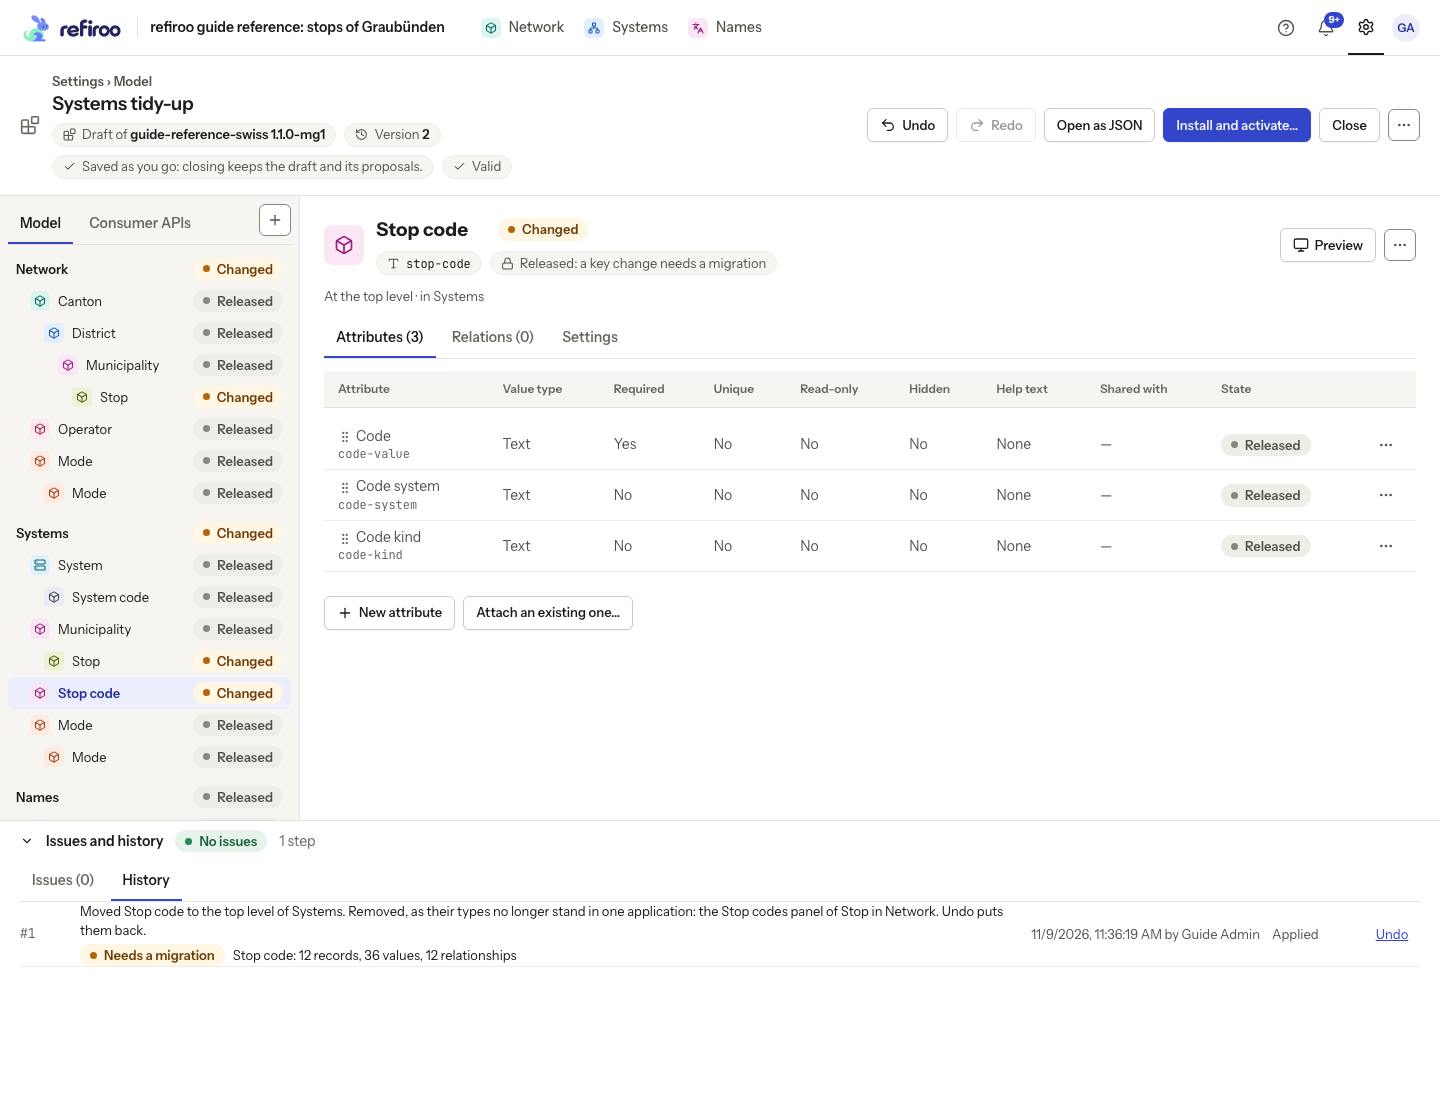 refiroo
refiroo guide reference: stops of Graubünden
Network
Systems
Names
9+
GA
Settings › Model
Systems tidy-up
Draft of guide-reference-swiss 1.1.0-mg1
Version 2
Saved as you go: closing keeps the draft and its proposals.
Valid
Undo
Redo
Open as JSON
Install and activate...
Close
Model
Consumer APIs
Network Changed
Canton Released
District Released
Municipality Released
Stop Changed
Operator Released
Mode Released
Mode Released
Systems Changed
System Released
System code Released
Municipality Released
Stop Changed
Stop code Changed
Mode Released
Mode Released
Names Released
Stop code
Changed
stop-code
Released: a key change needs a migration
Preview
At the top level · in Systems
Attributes (3)
Relations (0)
Settings
Attribute Value type Required Unique Read-only Hidden Help text Shared with State
Code
code-value
Text Yes No No No None — Released
Code system
code-system
Text No No No No None — Released
Code kind
code-kind
Text No No No No None — Released
New attribute
Attach an existing one...
Issues and history
No issues
1 step
Issues (0)
History
#1
Moved Stop code to the top level of Systems. Removed, as their types no longer stand in one application: the Stop codes panel of Stop in Network. Undo puts
them back.
Needs a migration
Stop code: 12 records, 36 values, 12 relationships
11/9/2026, 11:36:19 AM by Guide Admin
Applied
Undo